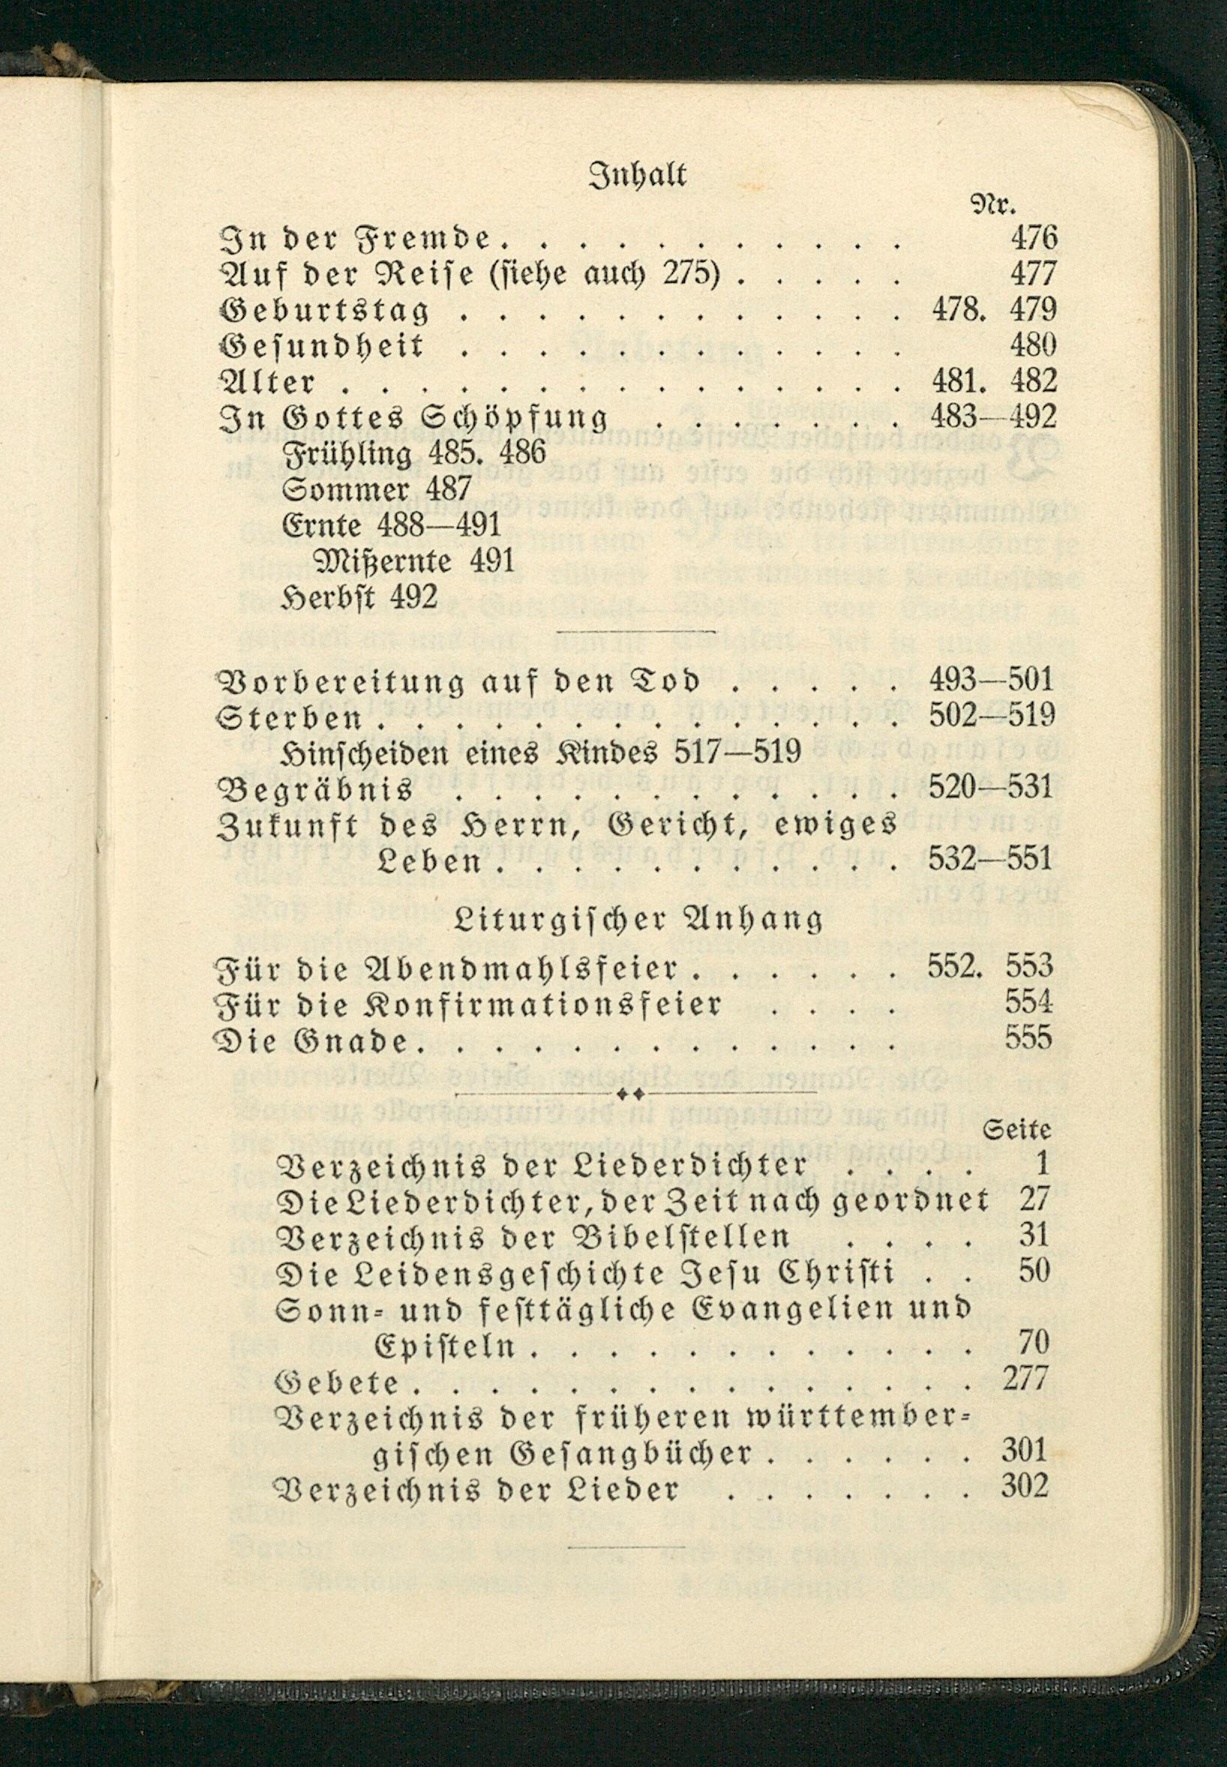 Inhalt
Nr.
In der Fremde. . . . . . . . . . . 476
Auf der Reise (siehe auch 275) . . . . . 477
Geburtstag . . . . . . . . . . . . 478. 479
Gesundheit . . . . . . . . . . . . 480
Alter . . . . . . . . . . . . . . . 481. 482
In Gottes Schöpfung . . . . . . . 483—492
Frühling 485. 486
Sommer 487
Ernte 488—491
Mißernte 491
Herbst 492
Vorbereitung auf den Tod . . . . . 493—501
Sterben . . . . . . . . . . . . . . 502—519
Hinscheiden eines Kindes 517—519
Begräbnis . . . . . . . . . . . . 520—531
Zukunft des Herrn, Gericht, ewiges
Leben . . . . . . . . . . . 532—551
Liturgischer Anhang
Für die Abendmahlsfeier . . . . . . 552. 553
Für die Konfirmationsfeier . . . . 554
Die Gnade. . . . . . . . . . . . . 555
Seite
Verzeichnis der Liederdichter . . . . 1
Die Liederdichter, der Zeit nach geordnet 27
Verzeichnis der Bibelstellen . . . . 31
Die Leidensgeschichte Jesu Christi . . 50
Sonn- und festtägliche Evangelien und
Episteln . . . . . . . . . . . . 70
Gebete . . . . . . . . . . . . . . . 277
Verzeichnis der früheren württember-
gischen Gesangbücher . . . . . . 301
Verzeichnis der Lieder . . . . . . . 302